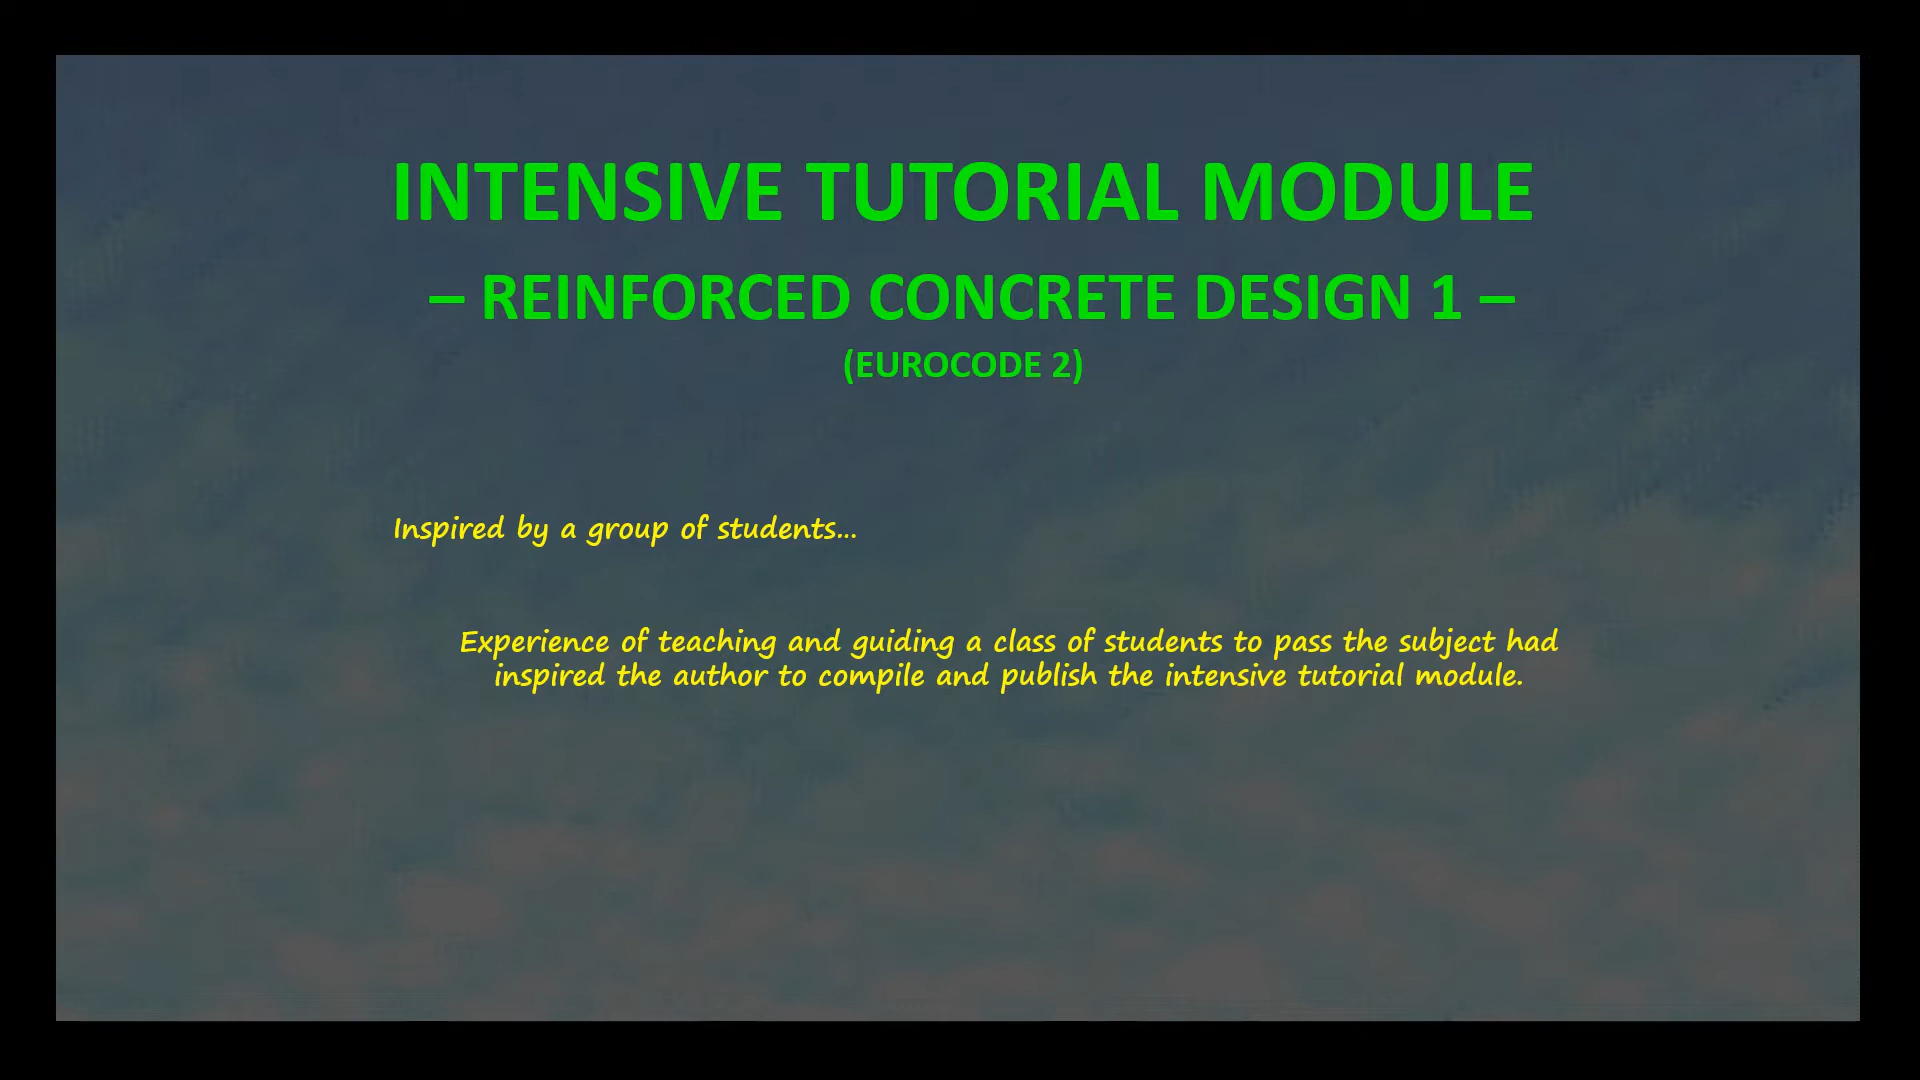 INTENSIVE TUTORIAL MODULE
– REINFORCED CONCRETE DESIGN 1 –
(EUROCODE 2)
Inspired by a group of students...
Experience of teaching and guiding a class of students to pass the subject had
inspired the author to compile and publish the intensive tutorial module.